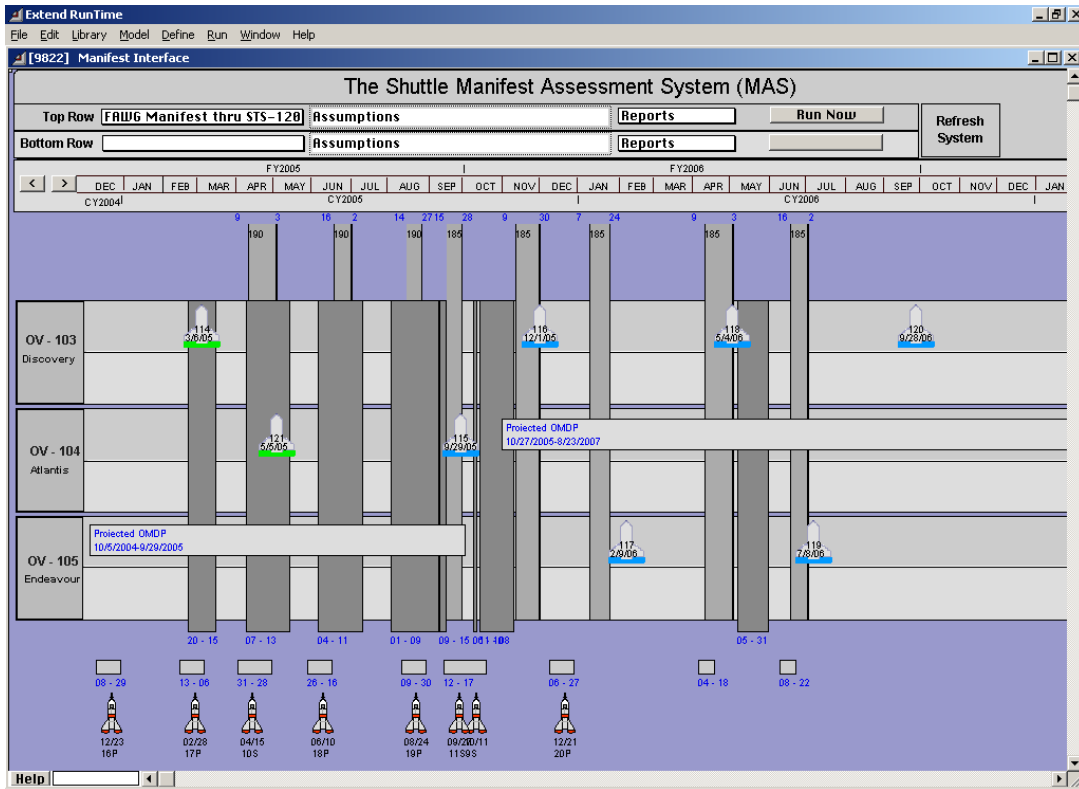 Extend RunTime
File Edit Library Model Define Run Window Help
[9822] Manifest Interface
The Shuttle Manifest Assessment System (MAS)
Top Row FAWG Manifest thru STS-120 Assumptions Reports Run Now
Refresh System
Bottom Row Assumptions Reports
FY2005 FY2006
< > DEC JAN FEB MAR APR MAY JUN JUL AUG SEP OCT NOV DEC JAN FEB MAR APR MAY JUN JUL AUG SEP OCT NOV DEC JAN
CY2004 CY2005 CY2006
9 3 16 2 14 27 15 28 9 30 7 24 9 3 16 2
190 190 190 185 185 185 185 185
OV - 103
Discovery
114
3/6/05
116
12/1/05
118
5/4/06
120
9/28/06
OV - 104
Atlantis
121
5/5/05
115
9/29/05
Projected OMDP
10/27/2005-8/23/2007
OV - 105
Endeavour
Projected OMDP
10/5/2004-9/29/2005
117
2/9/06
119
7/8/06
20 - 15 07 - 13 04 - 11 01 - 09 09 - 15 05 - 31
08 - 29 13 - 06 31 - 28 26 - 16 09 - 30 12 - 17 06 - 27 04 - 18 08 - 22
12/23 02/28 04/15 06/10 08/24 12/21
16P 17P 10S 18P 19P 11S 9S 20P
Help